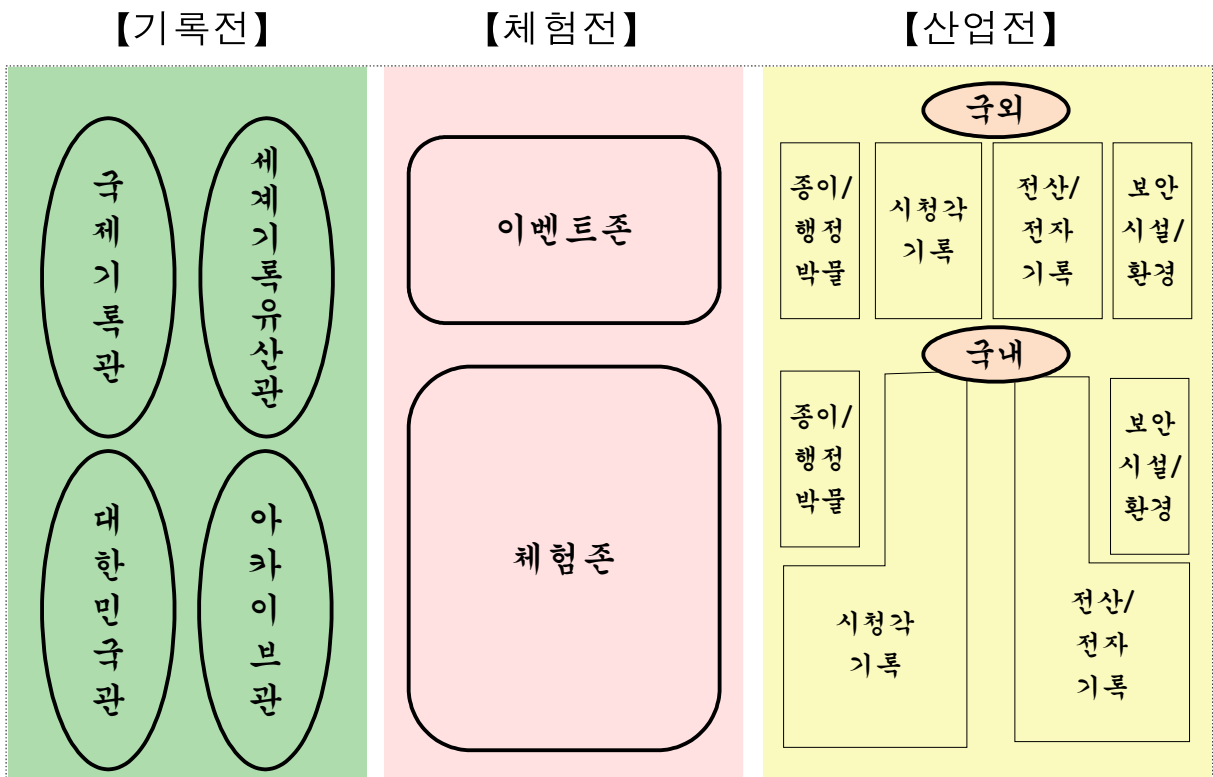 【기록전】
국제기록관
세계기록유산관
대한민국관
아카이브관
【체험전】
이벤트존
체험존
【산업전】
국외
종이/
행정
박물
시청각
기록
전산/
전자
기록
보안
시설/
환경
국내
종이/
행정
박물
시청각
기록
전산/
전자
기록
보안
시설/
환경